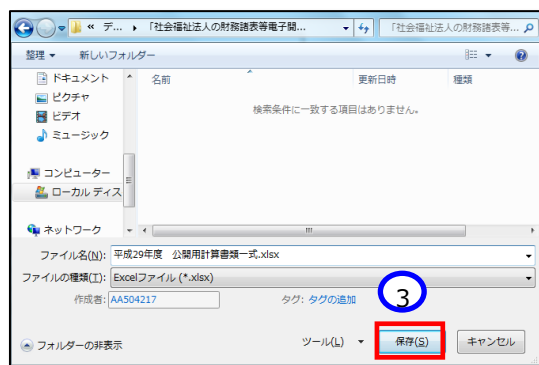 « デ... ▸ 「社会福祉法人の財務諸表等電子開... 「社会福祉法人の財務諸表等...
整理 ▼ 新しいフォルダー
ドキュメント
ピクチャ
ビデオ
ミュージック
コンピューター
ローカル ディス
ネットワーク
名前 更新日時 種類
検索条件に一致する項目はありません。
ファイル名(N): 平成29年度 公開用計算書類一式.xlsx
ファイルの種類(T): Excelファイル (*.xlsx)
作成者: AA504217 タグ: タグの追加
3
フォルダーの非表示 ツール(L) ▼ 保存(S) キャンセル